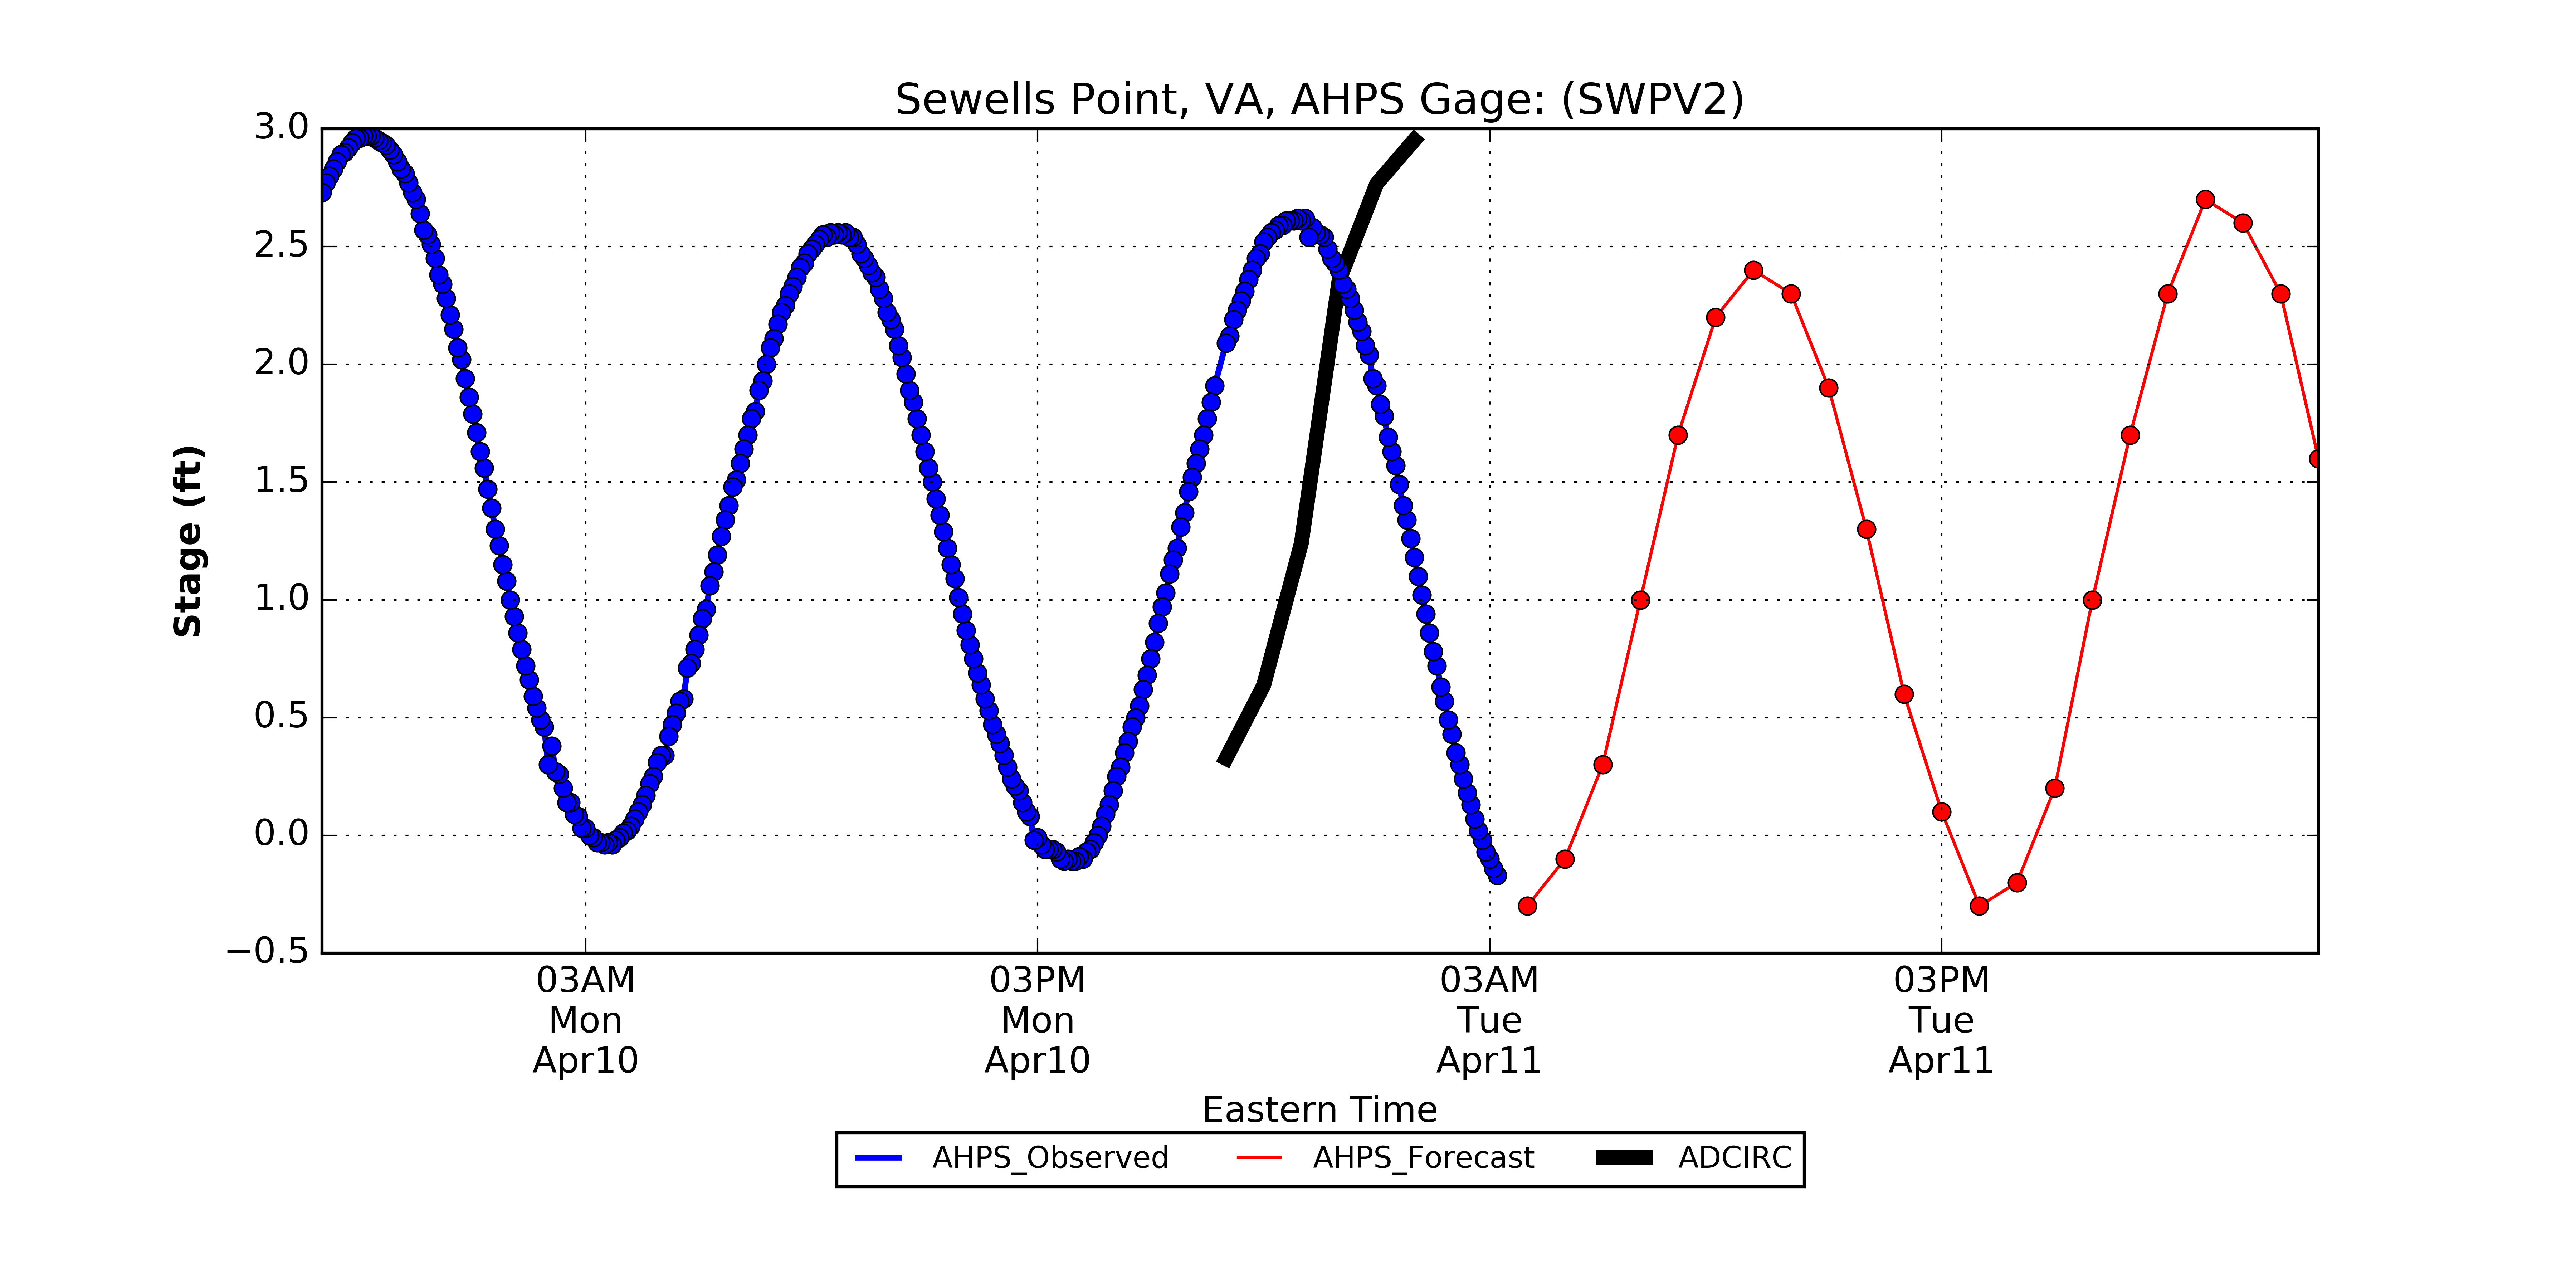 Sewells Point, VA, AHPS Gage: (SWPV2)
3.0
2.5
2.0
1.5
1.0
0.5
0.0
−0.5
Stage (ft)
03AM
Mon
Apr10
03PM
Mon
Apr10
03AM
Tue
Apr11
03PM
Tue
Apr11
Eastern Time
AHPS_Observed
AHPS_Forecast
ADCIRC